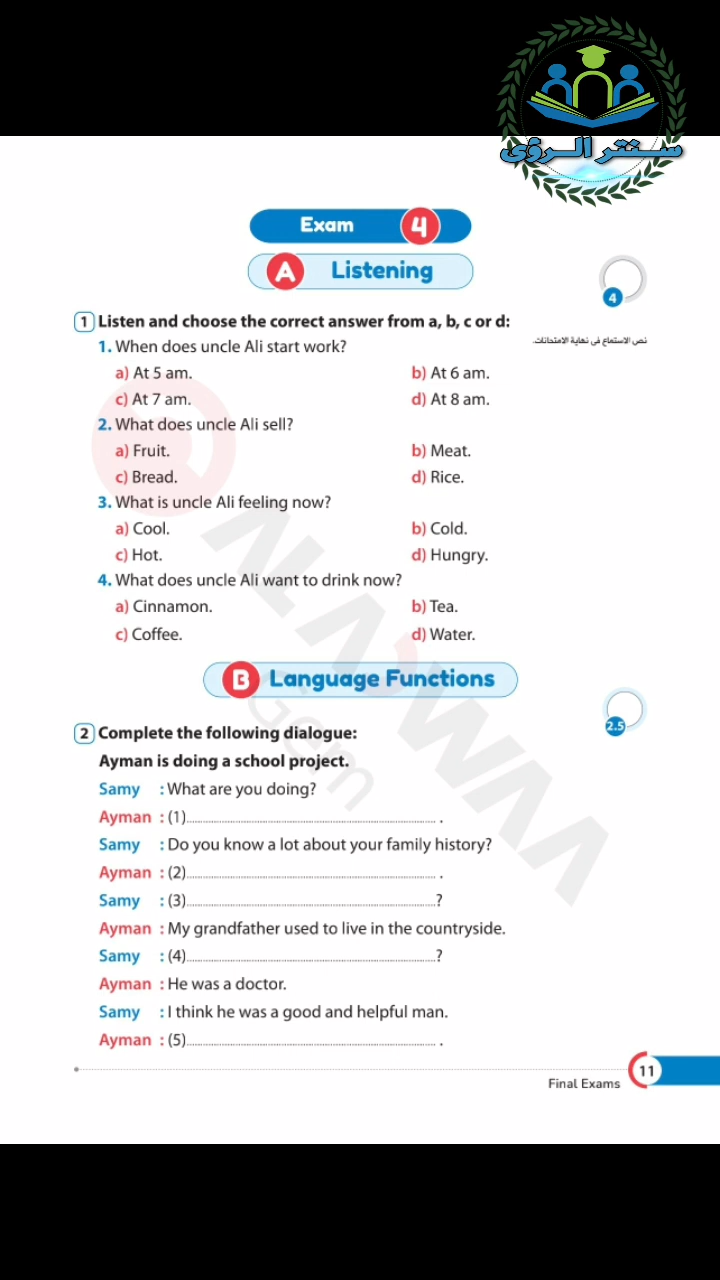 سنتر الرؤى
Exam 4
A Listening
4
1 Listen and choose the correct answer from a, b, c or d:
نص الاستماع فى نهاية الامتحانات.
1. When does uncle Ali start work?
a) At 5 am. b) At 6 am.
c) At 7 am. d) At 8 am.
2. What does uncle Ali sell?
a) Fruit. b) Meat.
c) Bread. d) Rice.
3. What is uncle Ali feeling now?
a) Cool. b) Cold.
c) Hot. d) Hungry.
4. What does uncle Ali want to drink now?
a) Cinnamon. b) Tea.
c) Coffee. d) Water.
B Language Functions
2.5
2 Complete the following dialogue:
Ayman is doing a school project.
Samy : What are you doing?
Ayman : (1).................................................. .
Samy : Do you know a lot about your family history?
Ayman : (2).................................................. .
Samy : (3)..................................................?
Ayman : My grandfather used to live in the countryside.
Samy : (4)..................................................?
Ayman : He was a doctor.
Samy : I think he was a good and helpful man.
Ayman : (5).................................................. .
Final Exams 11
ALADWAA
Gem